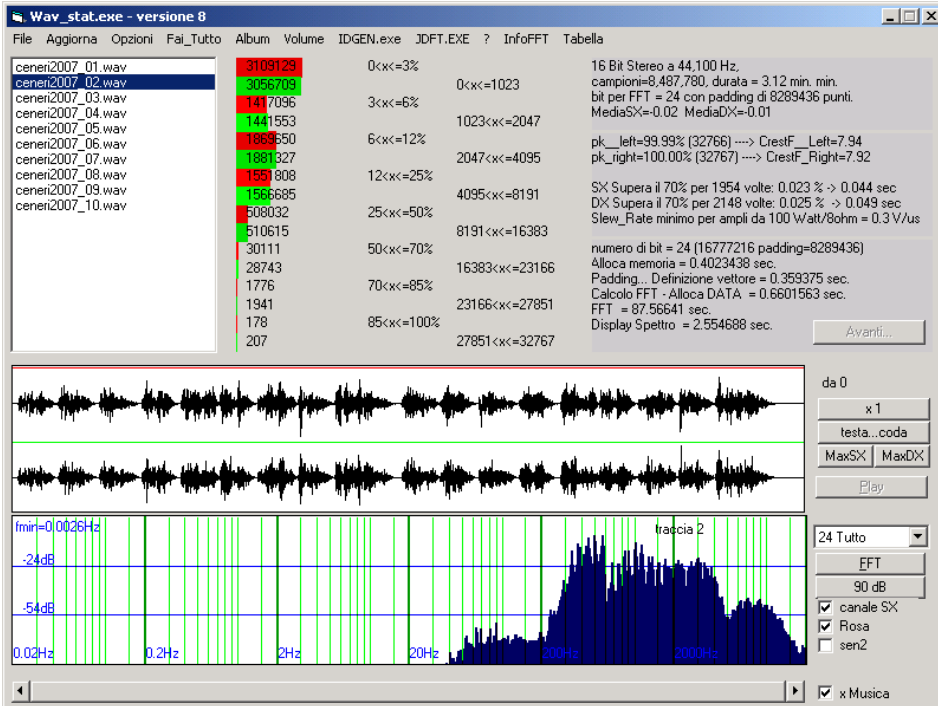 Wav_stat.exe - versione 8
File Aggiorna Opzioni Fai_Tutto Album Volume IDGEN.exe JDFT.EXE ? InfoFFT Tabella
ceneri2007_01.wav
ceneri2007_02.wav
ceneri2007_03.wav
ceneri2007_04.wav
ceneri2007_05.wav
ceneri2007_06.wav
ceneri2007_07.wav
ceneri2007_08.wav
ceneri2007_09.wav
ceneri2007_10.wav
3109129 0<x<=3%
3056709 0<x<=1023
1417096 3<x<=6%
1441553 1023<x<=2047
1869650 6<x<=12%
1881327 2047<x<=4095
1551808 12<x<=25%
1566685 4095<x<=8191
508032 25<x<=50%
510615 8191<x<=16383
30111 50<x<=70%
28743 16383<x<=23166
1776 70<x<=85%
1941 23166<x<=27851
178 85<x<=100%
207 27851<x<=32767
16 Bit Stereo a 44,100 Hz,
campioni=8,487,780, durata = 3.12 min. min.
bit per FFT = 24 con padding di 8289436 punti.
MediaSX=-0.02 MediaDX=-0.01
pk__left=99.99% (32766) ----> CrestF__Left=7.94
pk_right=100.00% (32767) ----> CrestF_Right=7.92
SX Supera il 70% per 1954 volte: 0.023 % -> 0.044 sec
DX Supera il 70% per 2148 volte: 0.025 % -> 0.049 sec
Slew_Rate minimo per ampli da 100 Watt/8ohm = 0.3 V/us
numero di bit = 24 (16777216 padding=8289436)
Alloca memoria = 0.4023438 sec.
Padding... Definizione vettore = 0.359375 sec.
Calcolo FFT - Alloca DATA = 0.6601563 sec.
FFT = 87.56641 sec.
Display Spettro = 2.554688 sec.
Avanti...
da 0
x 1
testa...coda
MaxSX MaxDX
Play
fmin=0.0026Hz
traccia 2
-24dB
-54dB
0.02Hz 0.2Hz 2Hz 20Hz 200Hz 2000Hz
24 Tutto
FFT
90 dB
canale SX
Rosa
sen2
x Musica